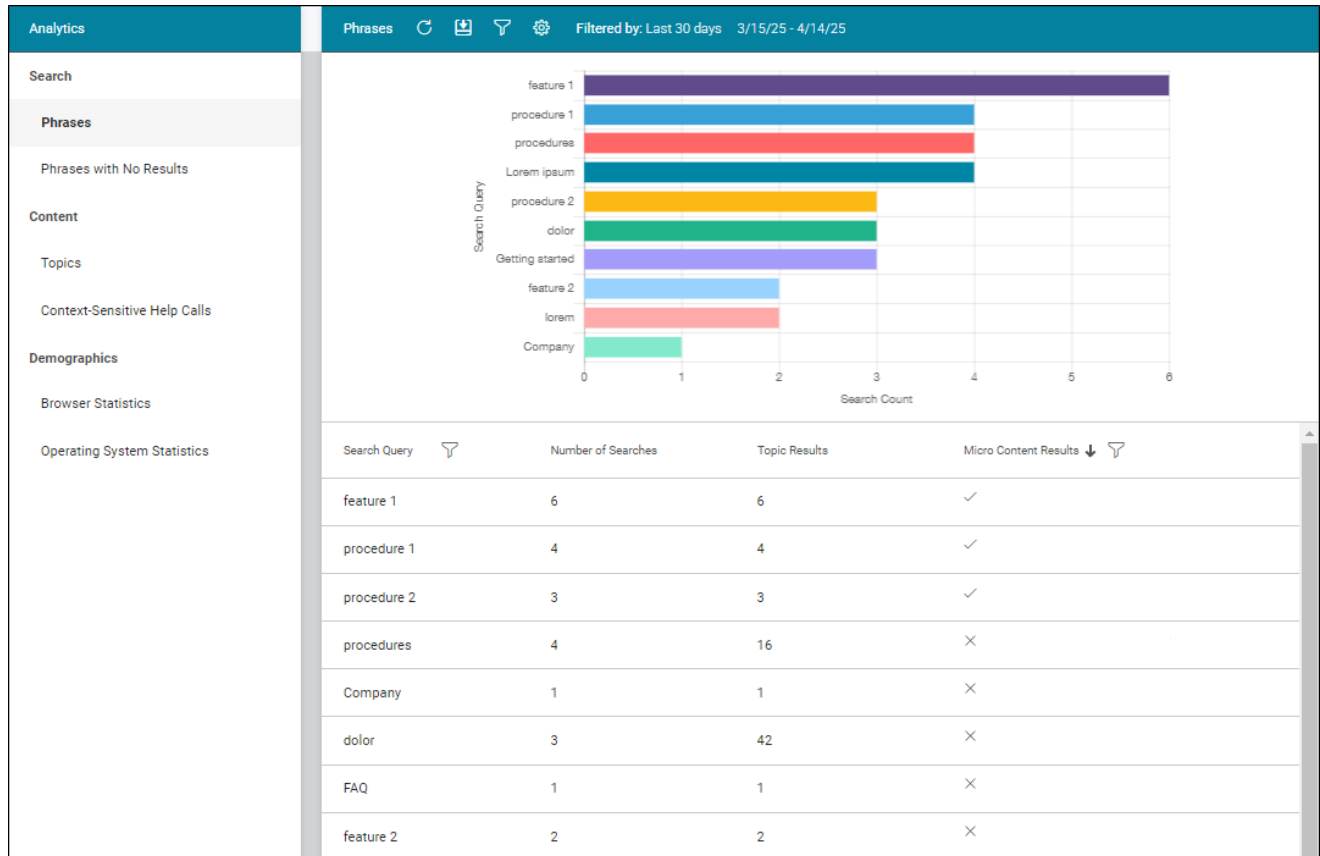 Analytics
Search
Phrases
Phrases with No Results
Content
Topics
Context-Sensitive Help Calls
Demographics
Browser Statistics
Operating System Statistics
Phrases Filtered by: Last 30 days 3/15/25 - 4/14/25
feature 1
procedure 1
procedures
Lorem ipsum
procedure 2
dolor
Getting started
feature 2
lorem
Company
Search Query
0 1 2 3 4 5 6
Search Count
Search Query Number of Searches Topic Results Micro Content Results
feature 1 6 6
procedure 1 4 4
procedure 2 3 3
procedures 4 16
Company 1 1
dolor 3 42
FAQ 1 1
feature 2 2 2